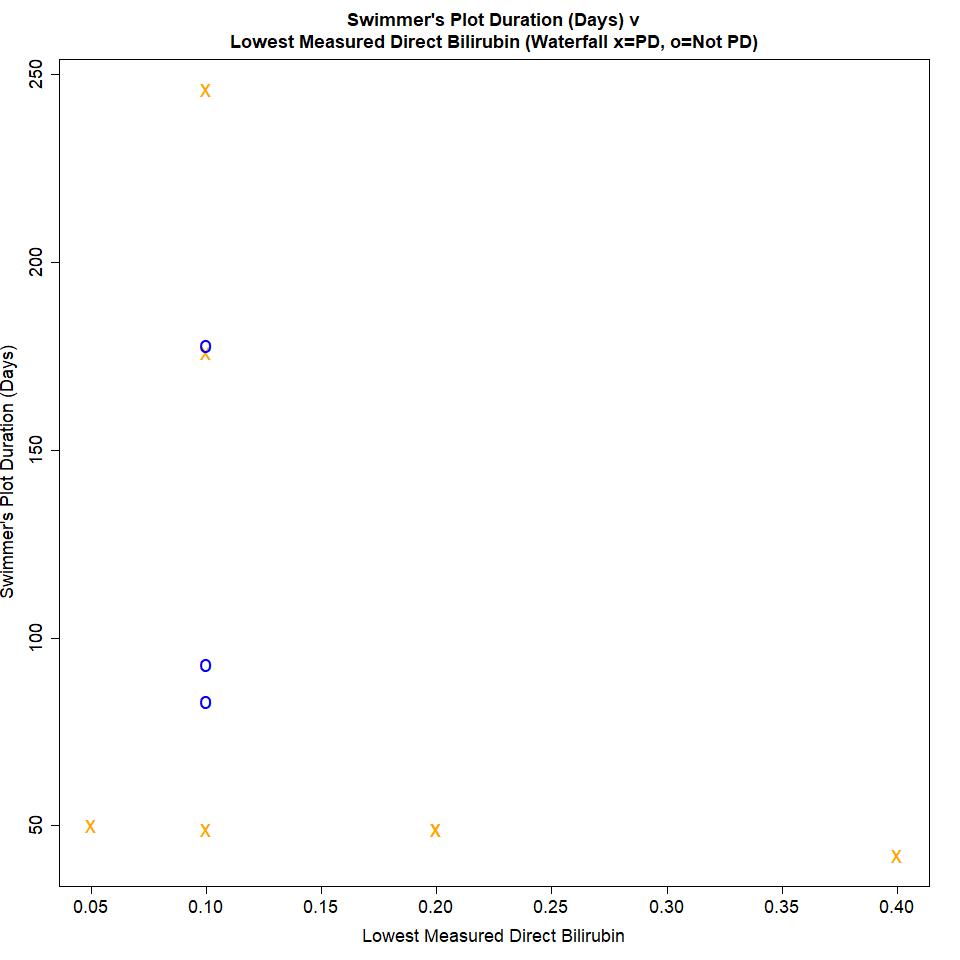 Swimmer's Plot Duration (Days) v
Lowest Measured Direct Bilirubin (Waterfall x=PD, o=Not PD)
Swimmer's Plot Duration (Days)
250
200
150
100
50
x
o
x
o
o
x
x
x
x
0.05
0.10
0.15
0.20
0.25
0.30
0.35
0.40
Lowest Measured Direct Bilirubin